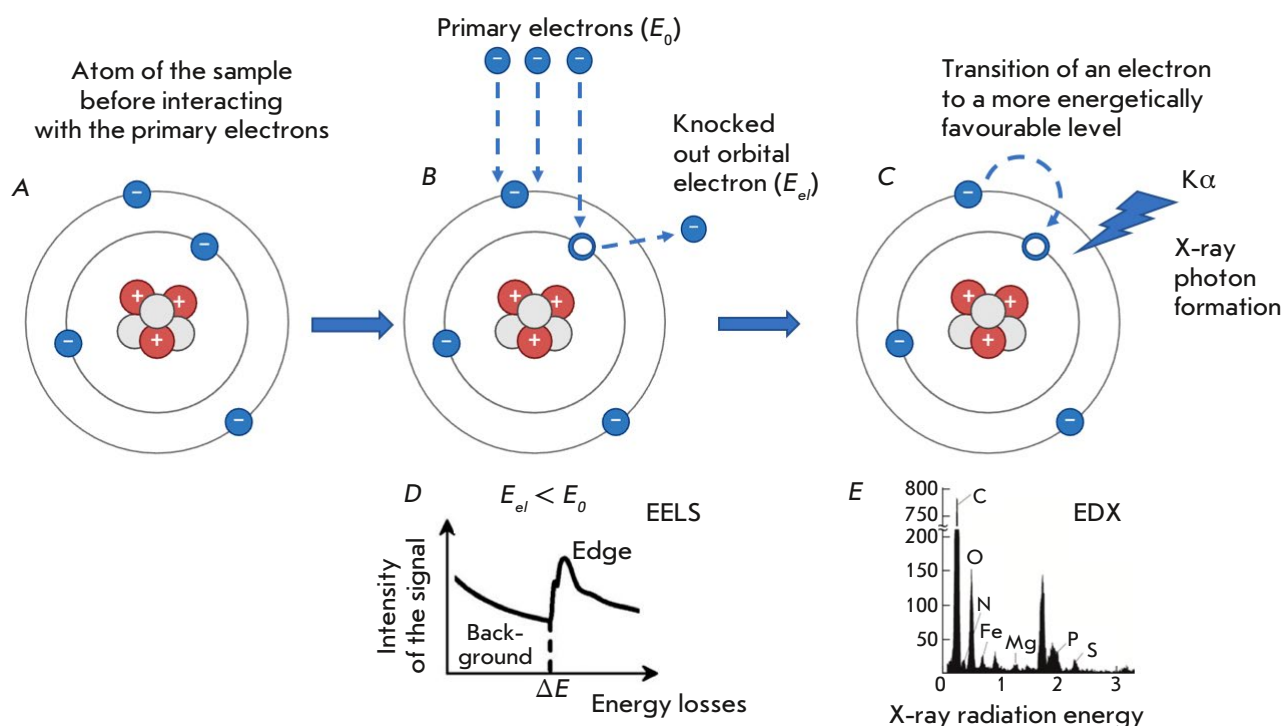 Primary electrons (E0)
Atom of the sample
before interacting
with the primary electrons
Knocked
out orbital
electron (Eel)
Transition of an electron
to a more energetically
favourable level
A
B
C
Kα
X-ray
photon
formation
− − −
− − − −
− − − −
− − −
+ + +
+ + +
+ + +
D
Eel < E0
EELS
Intensity
of the signal
Edge
Back-
ground
ΔE
Energy losses
E
EDX
800
750
200
150
100
50
0 1 2 3
C
O
N
Fe
Mg
P
S
X-ray radiation energy